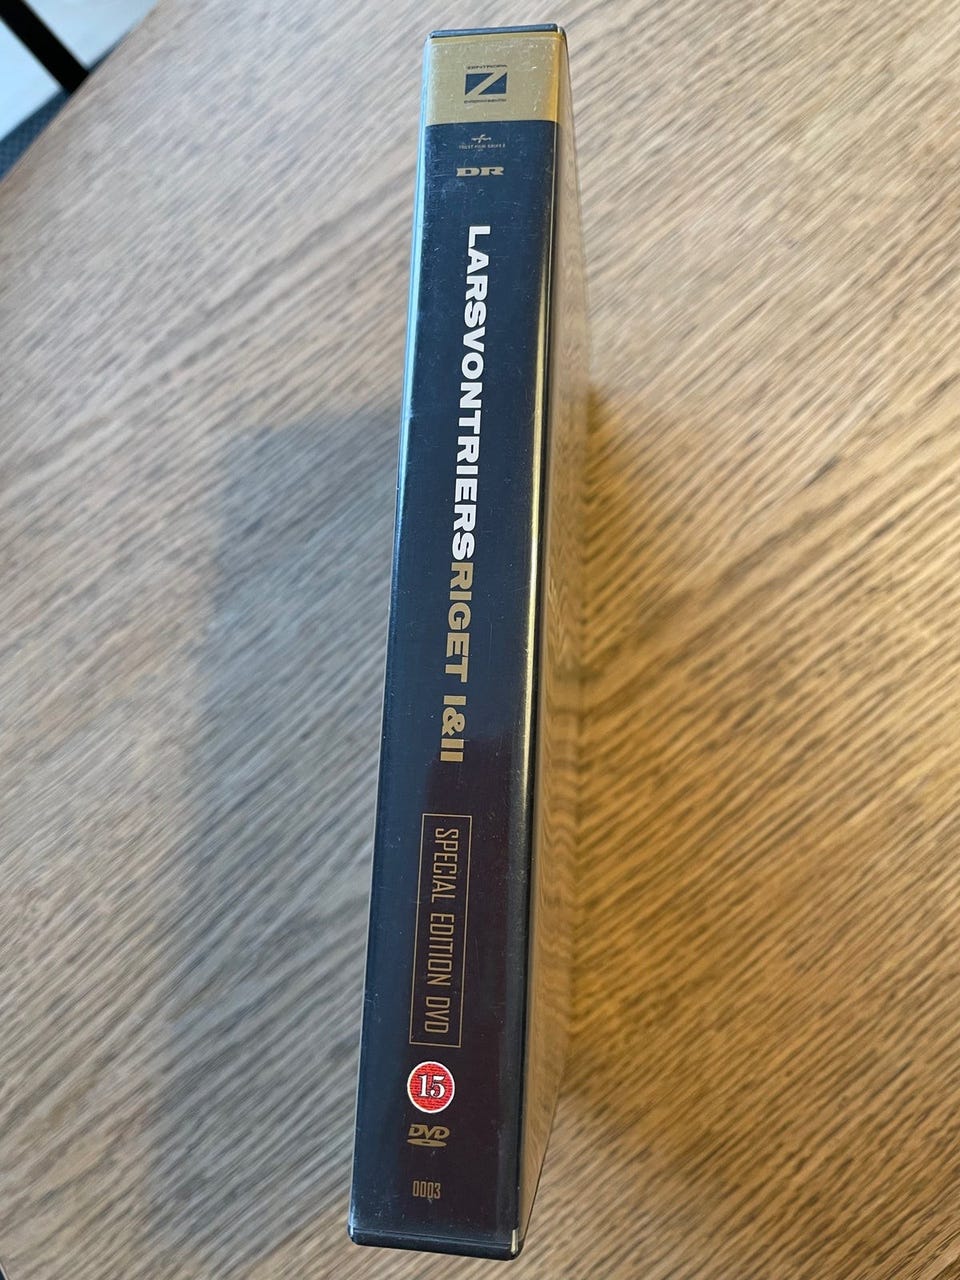 ZENTROPA
Z
DR
LARSVONTRIERSRIGET I&II
SPECIAL EDITION DVD
15
DVD
0003